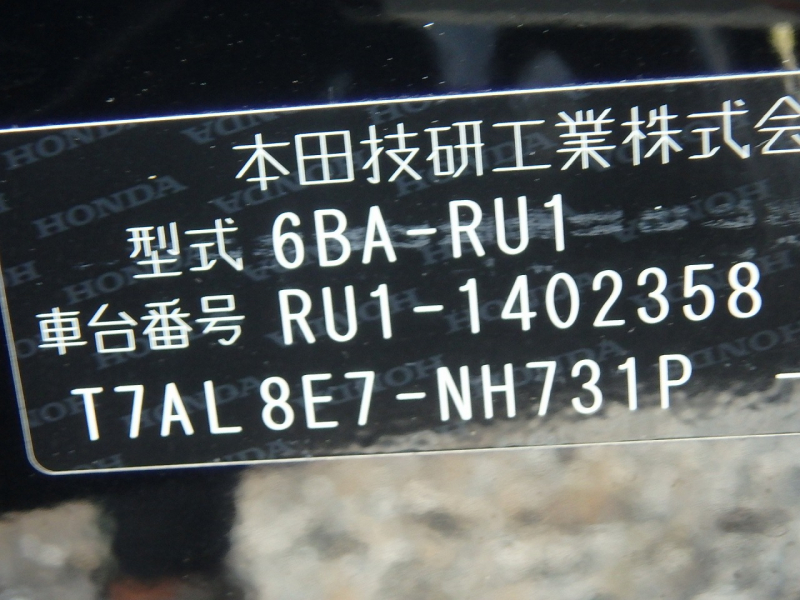 本田技研工業株式会
型式 6BA-RU1
車台番号 RU1-1402358
T7AL8E7-NH731P -